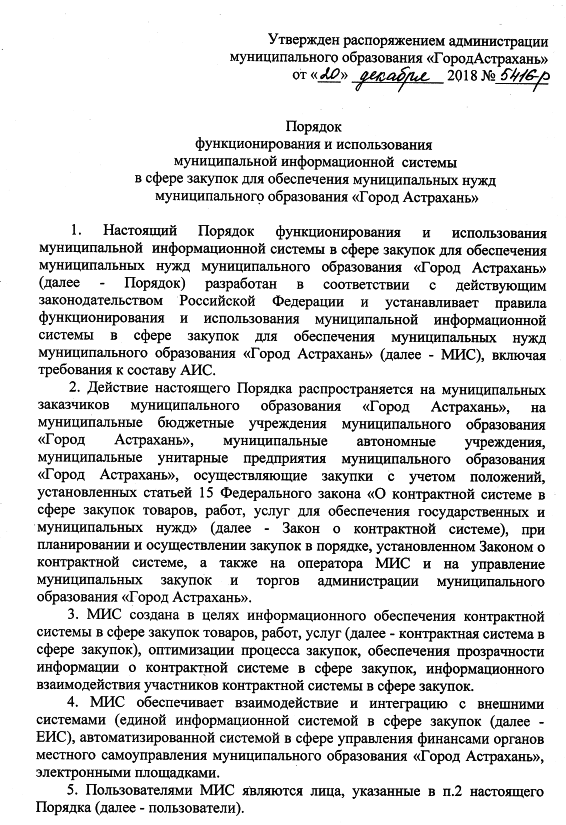 Утвержден распоряжением администрации
муниципального образования «ГородАстрахань»
от «20» декабря 2018 № 5416-р
Порядок
функционирования и использования
муниципальной информационной системы
в сфере закупок для обеспечения муниципальных нужд
муниципального образования «Город Астрахань»
1. Настоящий Порядок функционирования и использования
муниципальной информационной системы в сфере закупок для обеспечения
муниципальных нужд муниципального образования «Город Астрахань»
(далее - Порядок) разработан в соответствии с действующим
законодательством Российской Федерации и устанавливает правила
функционирования и использования муниципальной информационной
системы в сфере закупок для обеспечения муниципальных нужд
муниципального образования «Город Астрахань» (далее - МИС), включая
требования к составу АИС.
2. Действие настоящего Порядка распространяется на муниципальных
заказчиков муниципального образования «Город Астрахань», на
муниципальные бюджетные учреждения муниципального образования
«Город Астрахань», муниципальные автономные учреждения,
муниципальные унитарные предприятия муниципального образования
«Город Астрахань», осуществляющие закупки с учетом положений,
установленных статьей 15 Федерального закона «О контрактной системе в
сфере закупок товаров, работ, услуг для обеспечения государственных и
муниципальных нужд» (далее - Закон о контрактной системе), при
планировании и осуществлении закупок в порядке, установленном Законом о
контрактной системе, а также на оператора МИС и на управление
муниципальных закупок и торгов администрации муниципального
образования «Город Астрахань».
3. МИС создана в целях информационного обеспечения контрактной
системы в сфере закупок товаров, работ, услуг (далее - контрактная система в
сфере закупок), оптимизации процесса закупок, обеспечения прозрачности
информации о контрактной системе в сфере закупок, информационного
взаимодействия участников контрактной системы в сфере закупок.
4. МИС обеспечивает взаимодействие и интеграцию с внешними
системами (единой информационной системой в сфере закупок (далее -
ЕИС), автоматизированной системой в сфере управления финансами органов
местного самоуправления муниципального образования «Город Астрахань»,
электронными площадками.
5. Пользователями МИС являются лица, указанные в п.2 настоящего
Порядка (далее - пользователи).